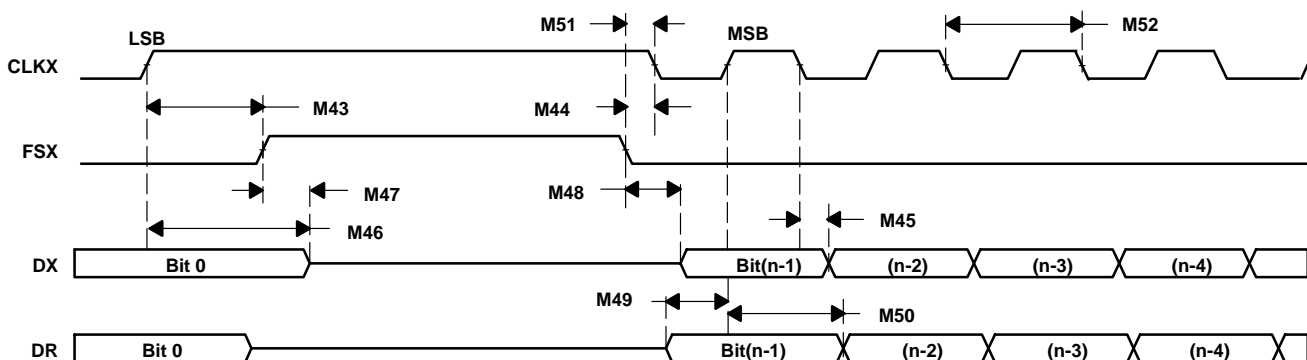 M51
M52
LSB
MSB
CLKX
M43
M44
FSX
M47
M48
M45
M46
DX
Bit 0
Bit(n-1)
(n-2)
(n-3)
(n-4)
M49
M50
DR
Bit 0
Bit(n-1)
(n-2)
(n-3)
(n-4)